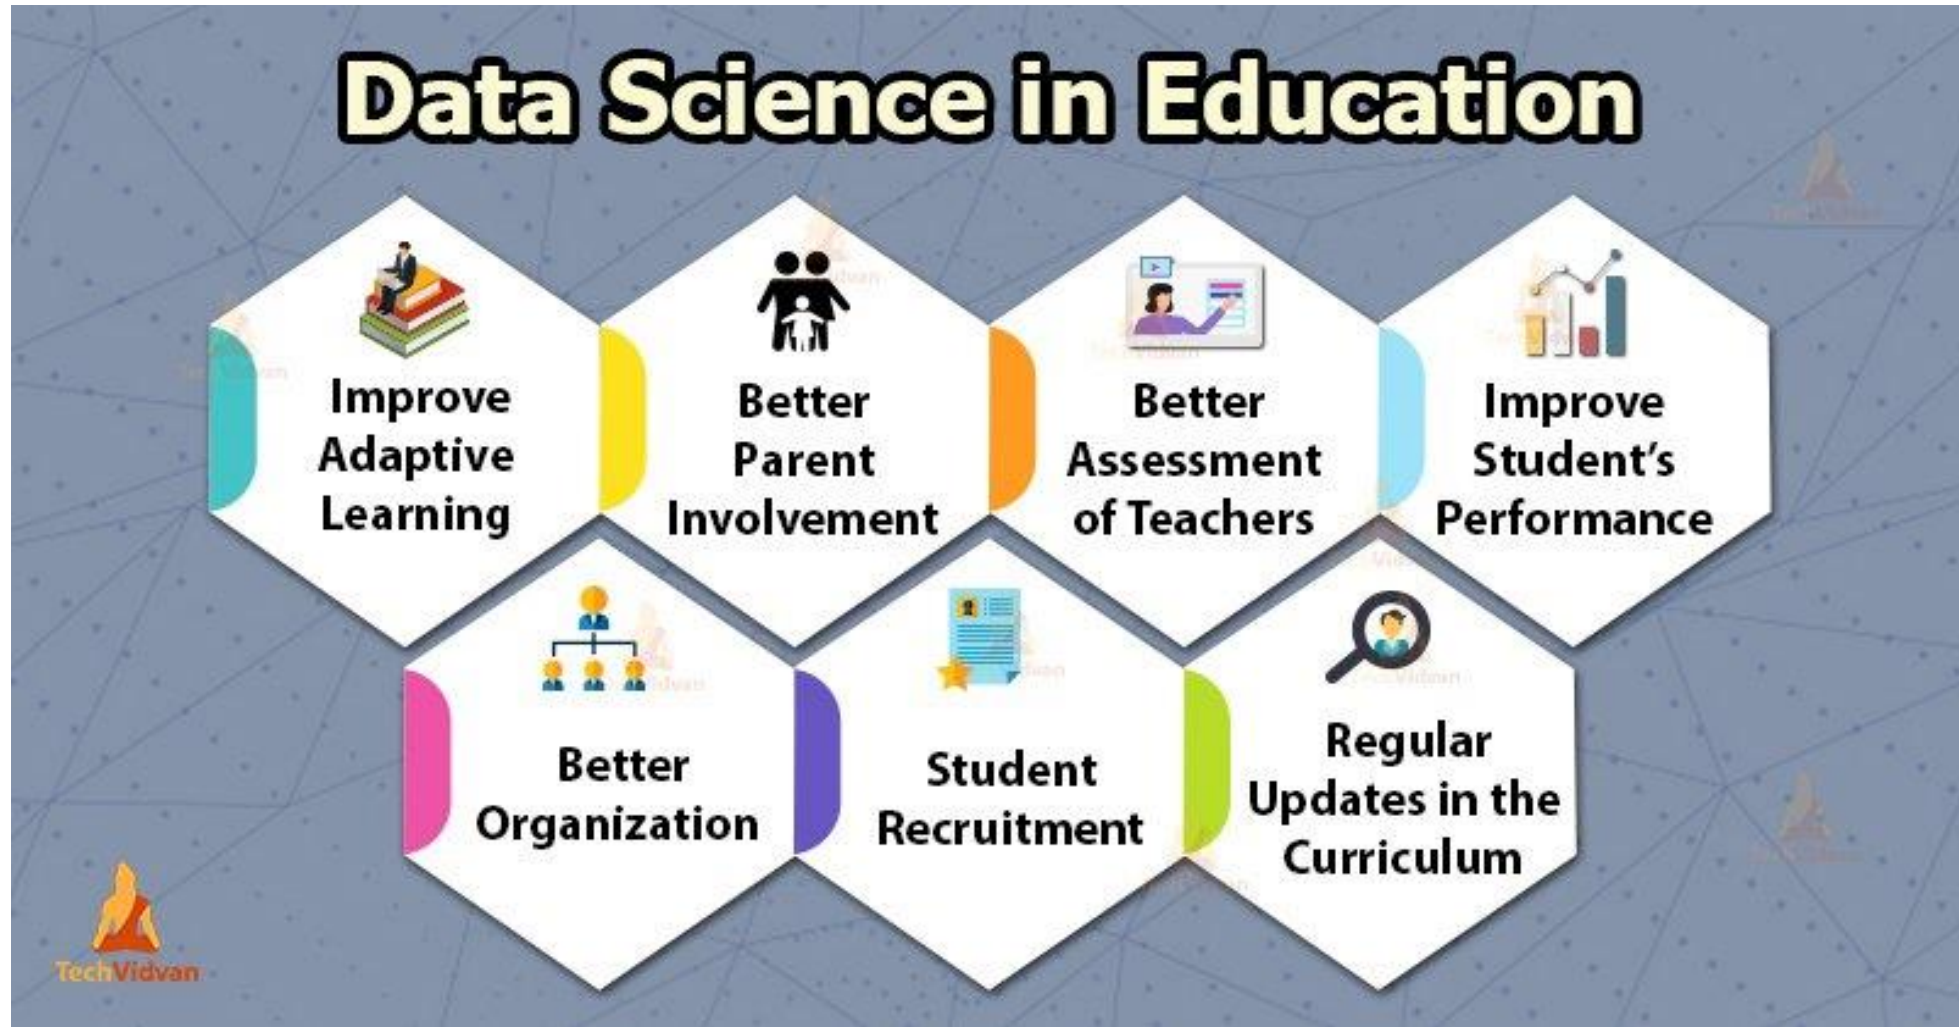 Data Science in Education
Improve
Adaptive
Learning
Better
Parent
Involvement
Better
Assessment
of Teachers
Improve
Student's
Performance
Better
Organization
Student
Recruitment
Regular
Updates in the
Curriculum
TechVidvan